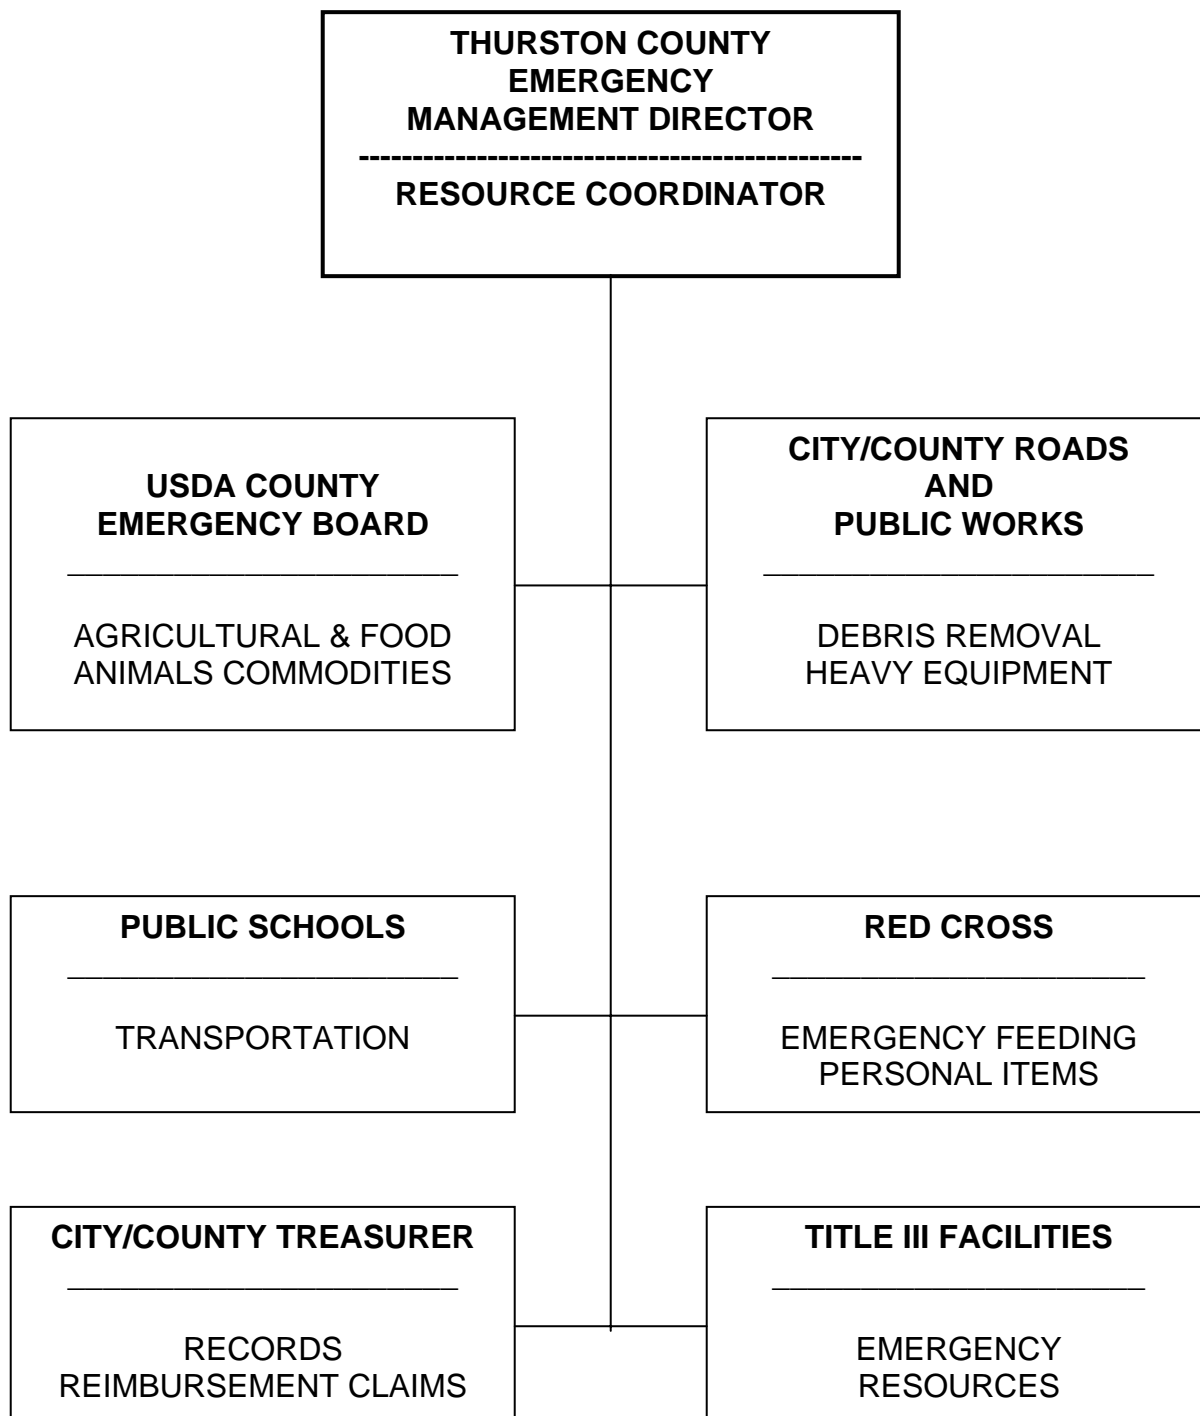 THURSTON COUNTY
EMERGENCY
MANAGEMENT DIRECTOR
-----------------------------------------------
RESOURCE COORDINATOR
USDA COUNTY
EMERGENCY BOARD
AGRICULTURAL & FOOD
ANIMALS COMMODITIES
CITY/COUNTY ROADS
AND
PUBLIC WORKS
DEBRIS REMOVAL
HEAVY EQUIPMENT
PUBLIC SCHOOLS
TRANSPORTATION
RED CROSS
EMERGENCY FEEDING
PERSONAL ITEMS
CITY/COUNTY TREASURER
RECORDS
REIMBURSEMENT CLAIMS
TITLE III FACILITIES
EMERGENCY
RESOURCES